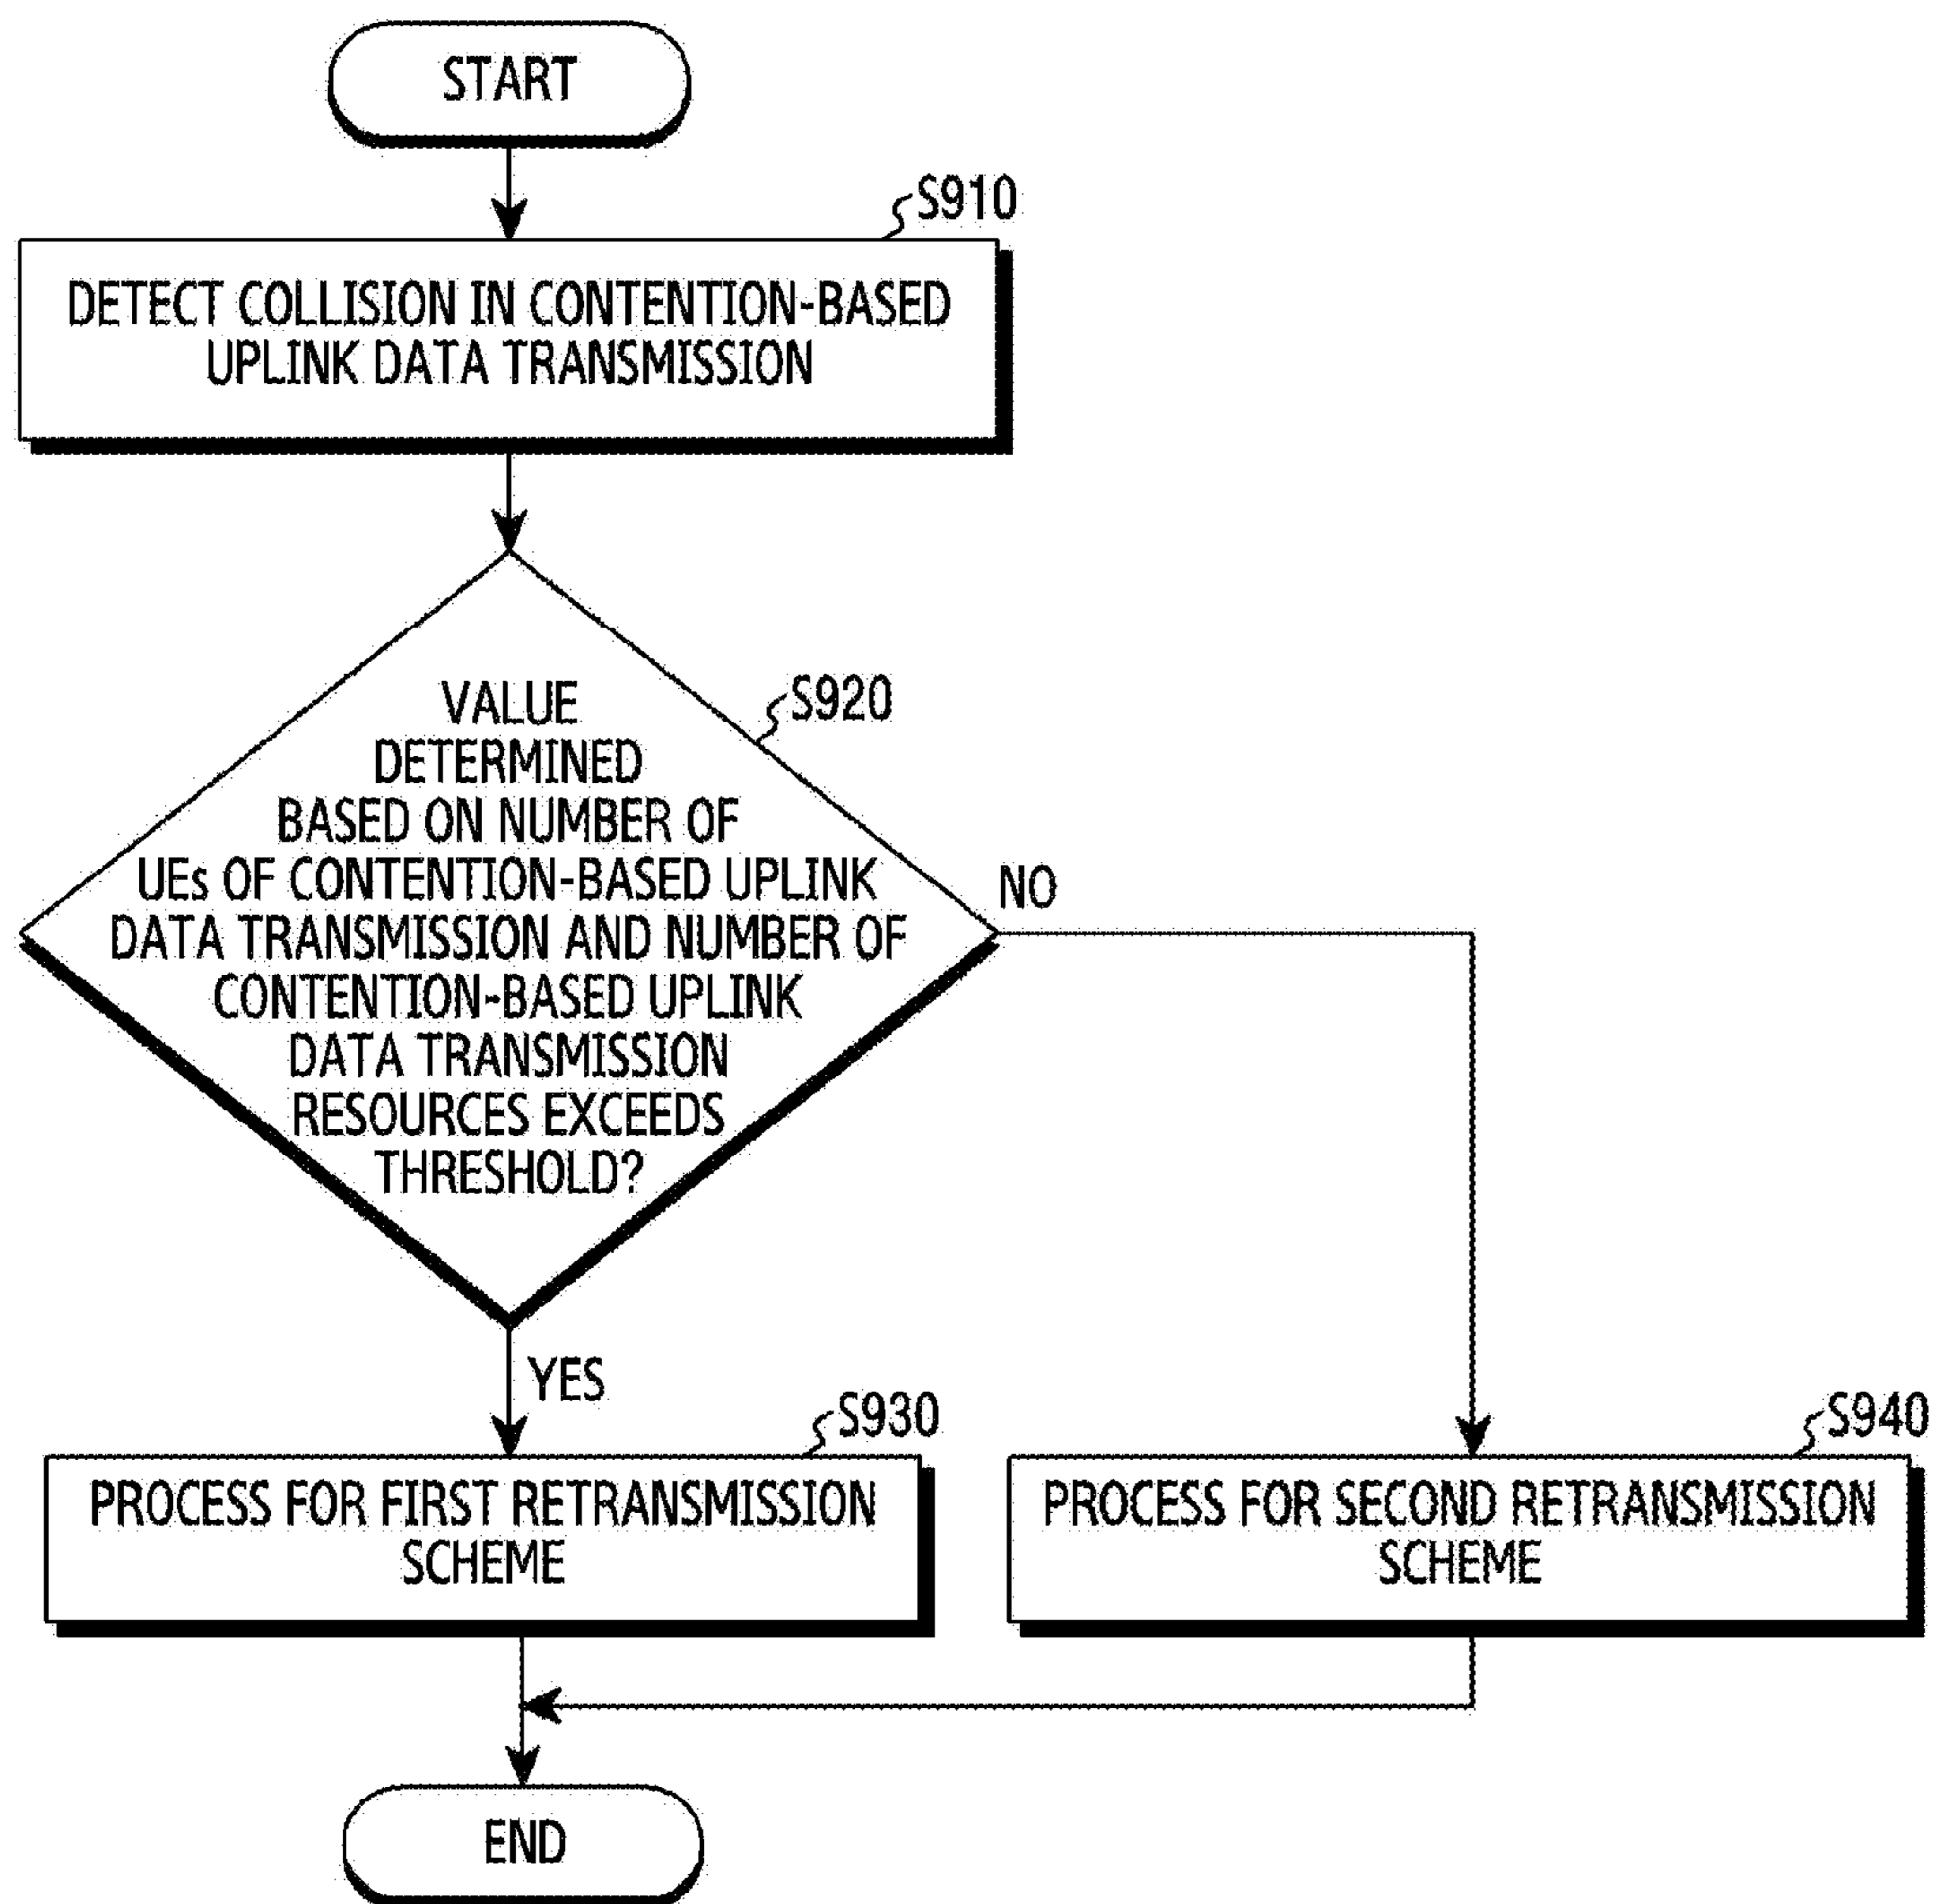 START
S910
DETECT COLLISION IN CONTENTION-BASED
UPLINK DATA TRANSMISSION
S920
VALUE
DETERMINED
BASED ON NUMBER OF
UEs OF CONTENTION-BASED UPLINK
DATA TRANSMISSION AND NUMBER OF
CONTENTION-BASED UPLINK
DATA TRANSMISSION
RESOURCES EXCEEDS
THRESHOLD?
NO
YES
S930
PROCESS FOR FIRST RETRANSMISSION
SCHEME
S940
PROCESS FOR SECOND RETRANSMISSION
SCHEME
END